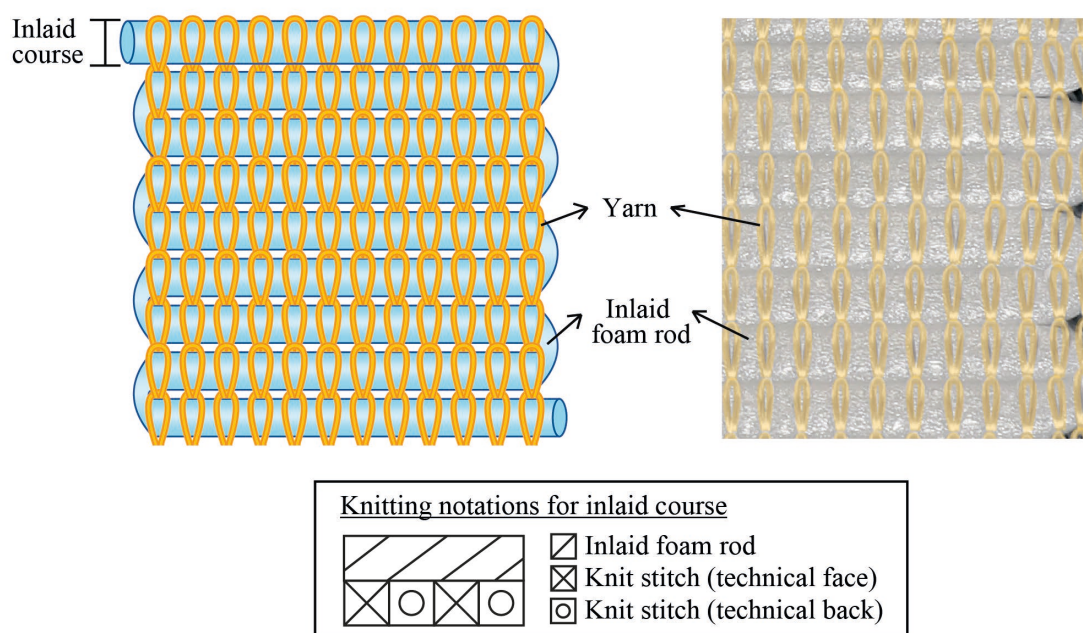 Inlaid
course
Yarn
Inlaid
foam rod
Knitting notations for inlaid course
Inlaid foam rod
Knit stitch (technical face)
Knit stitch (technical back)